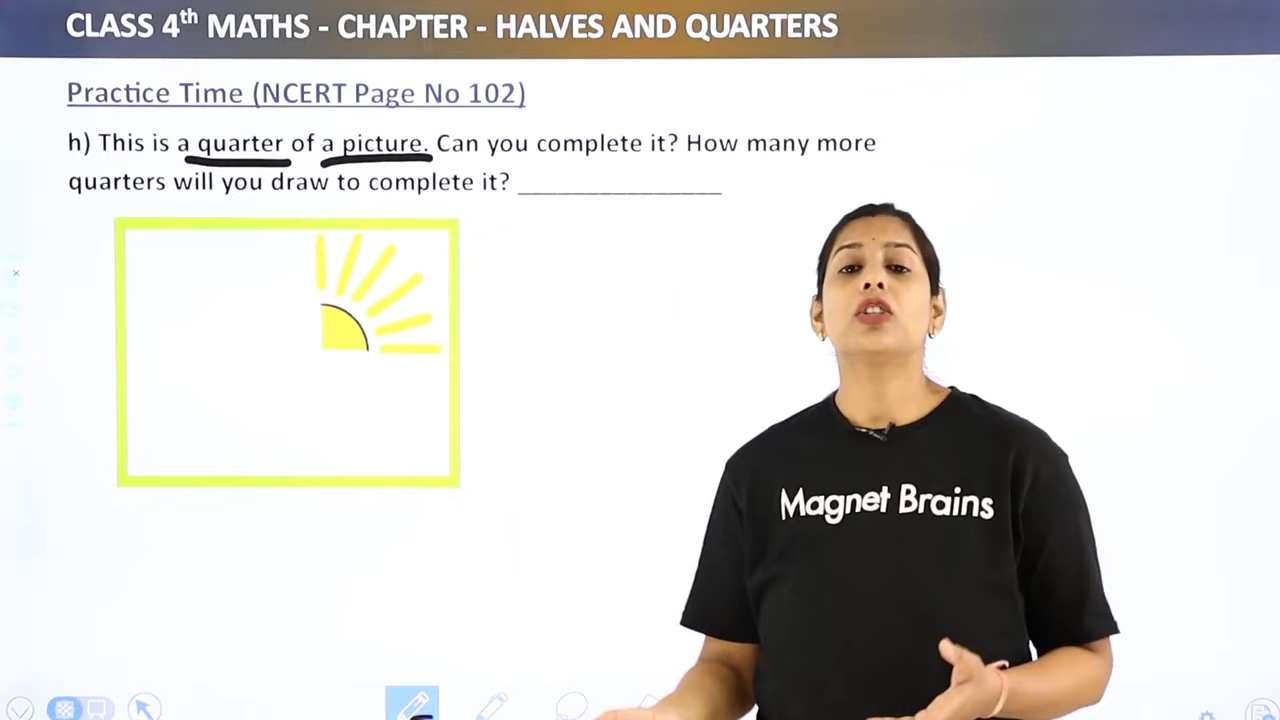 CLASS 4th MATHS - CHAPTER - HALVES AND QUARTERS
Practice Time (NCERT Page No 102)
h) This is a quarter of a picture. Can you complete it? How many more
quarters will you draw to complete it? _______________
Magnet Brains